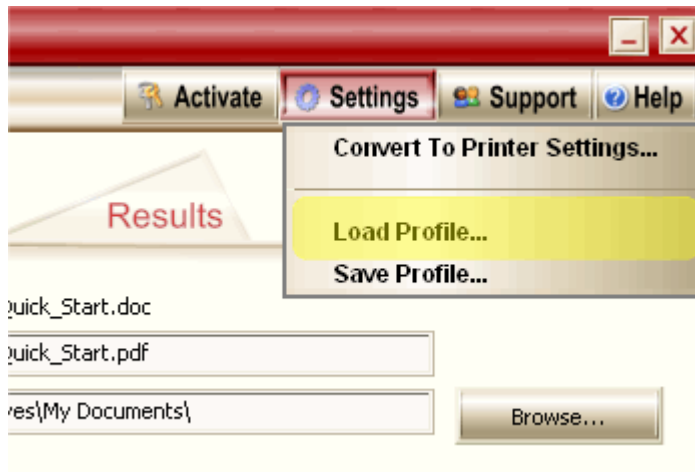 Activate Settings Support Help
Convert To Printer Settings...
Results
Load Profile...
Save Profile...
uick_Start.doc
uick_Start.pdf
ves\My Documents\
Browse...